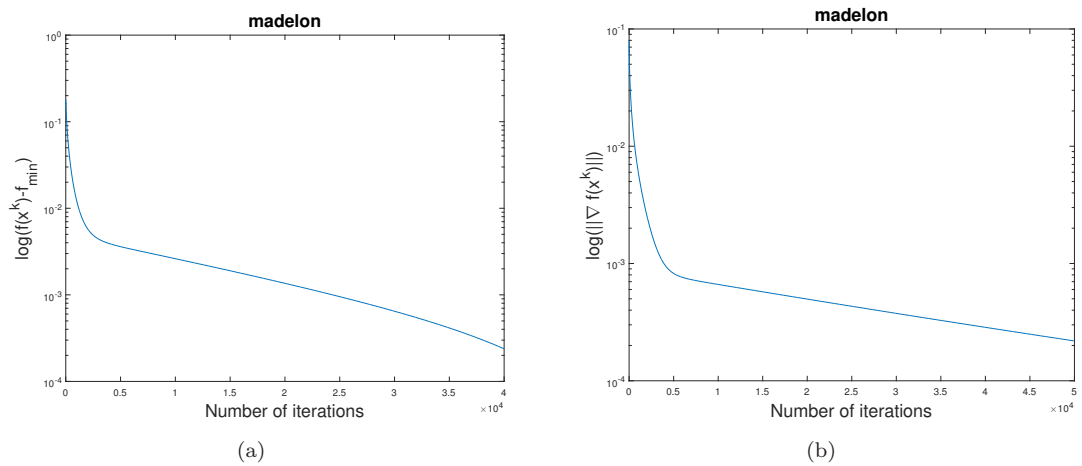 madelon
log(f(x^k)-f_min)
10^0
10^-1
10^-2
10^-3
10^-4
0 0.5 1 1.5 2 2.5 3 3.5 4
×10^4
Number of iterations
(a)
madelon
log(||∇ f(x^k)||)
10^-1
10^-2
10^-3
10^-4
0 0.5 1 1.5 2 2.5 3 3.5 4 4.5 5
×10^4
Number of iterations
(b)